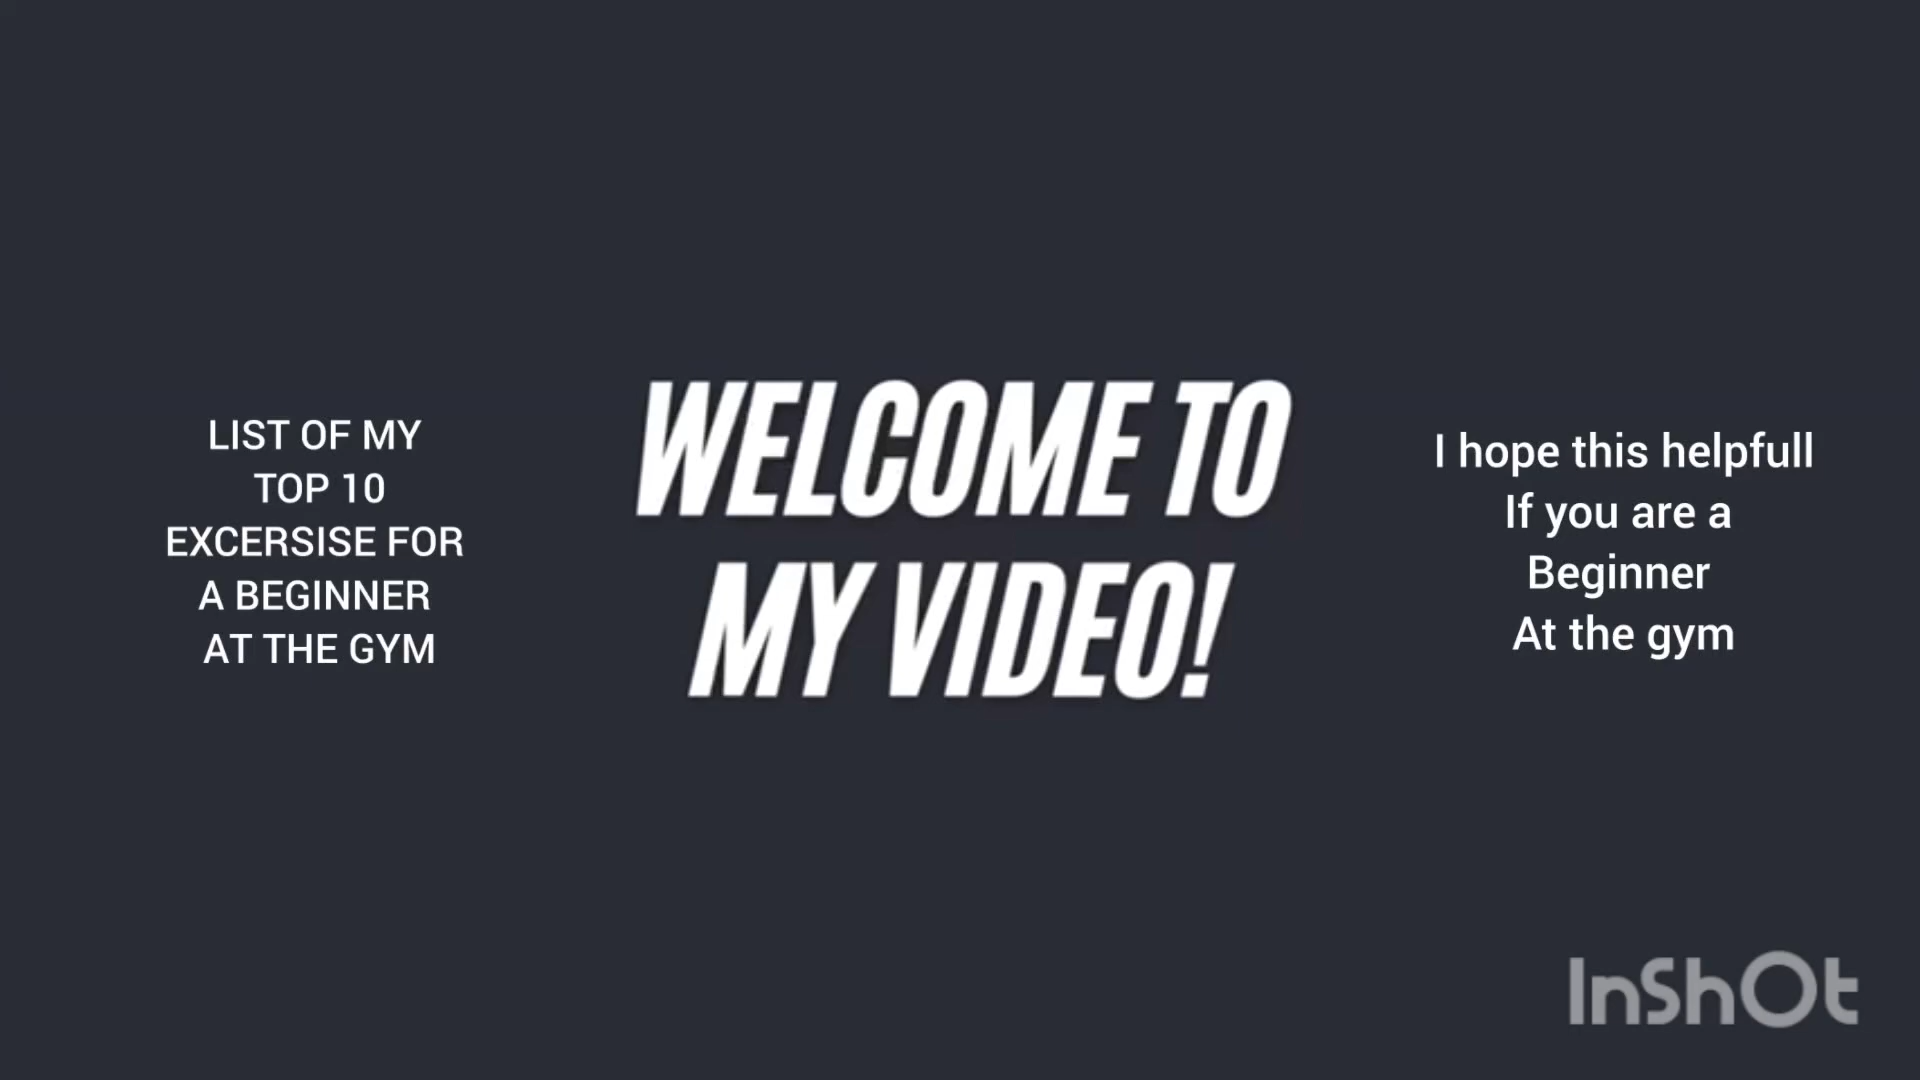 LIST OF MY
TOP 10
EXCERSISE FOR
A BEGINNER
AT THE GYM
WELCOME TO
MY VIDEO!
I hope this helpfull
If you are a
Beginner
At the gym
InShOt